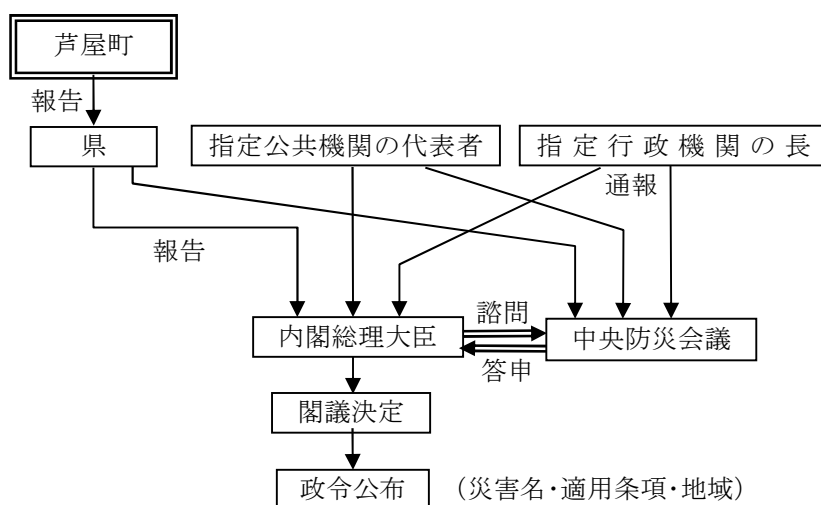 芦屋町
報告
県
指定公共機関の代表者
指定行政機関の長
通報
報告
諮問
内閣総理大臣
中央防災会議
答申
閣議決定
政令公布
（災害名・適用条項・地域）